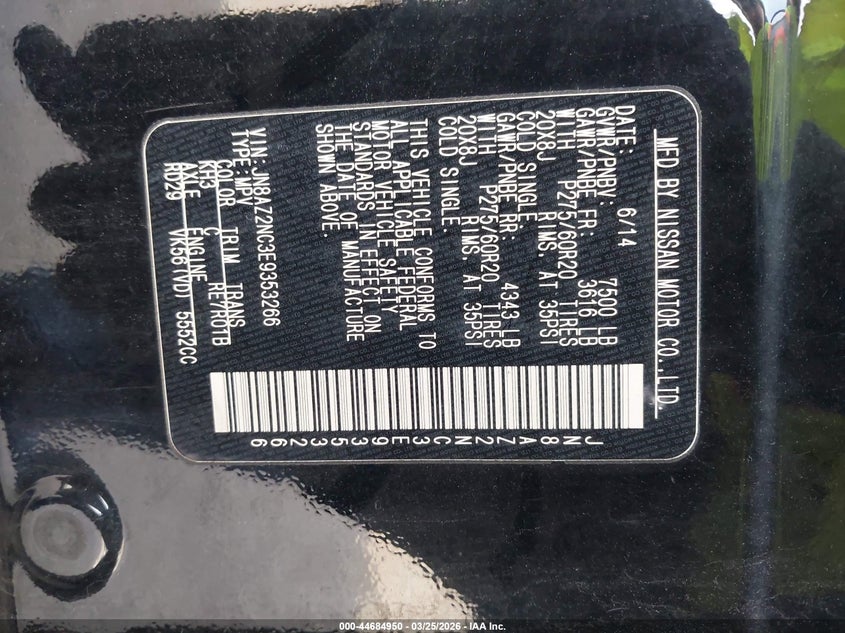 MFD BY NISSAN MOTOR CO.,LTD.
DATE: 6/14
GVWR/PNBV: 7500 LB
GAWR/PNBE FR: 3616 LB
WITH P275/60R20 TIRES
20X8J RIMS, AT 35PSI
COLD SINGLE.
GAWR/PNBE RR: 4343 LB
WITH P275/60R20 TIRES
20X8J RIMS, AT 35PSI
COLD SINGLE.
THIS VEHICLE CONFORMS TO
ALL APPLICABLE FEDERAL
MOTOR VEHICLE SAFETY
STANDARDS IN EFFECT ON
THE DATE OF MANUFACTURE
SHOWN ABOVE.
VIN: JN8AZ2NC3E9353266
TYPE: MPV
COLOR TRIM TRANS
KH3 C RE7R01B
AXLE ENGINE
RD29 VK56(VD) 5552CC
JN8AZ2NC3E9353266
000-44684950 - 03/25/2026 - IAA Inc.